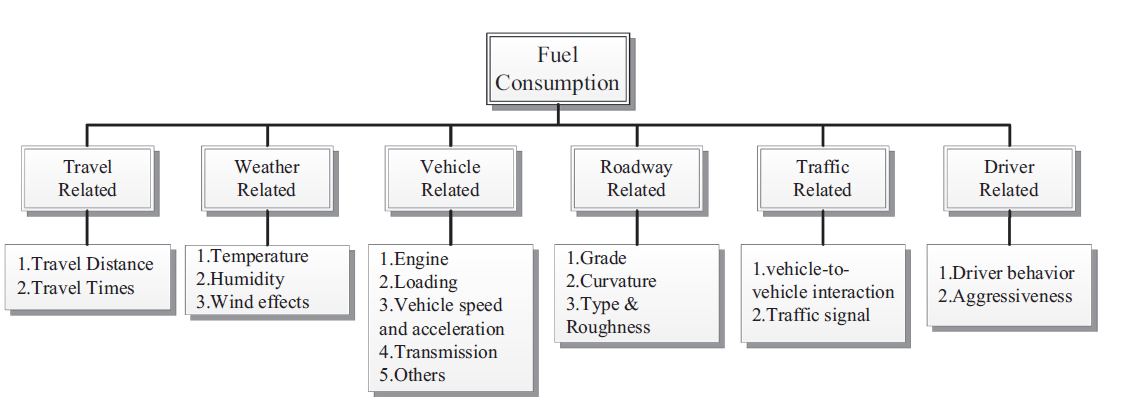 Fuel
Consumption
Travel
Related
Weather
Related
Vehicle
Related
Roadway
Related
Traffic
Related
Driver
Related
1.Travel Distance
2.Travel Times
1.Temperature
2.Humidity
3.Wind effects
1.Engine
2.Loading
3.Vehicle speed
and acceleration
4.Transmission
5.Others
1.Grade
2.Curvature
3.Type &
Roughness
1.vehicle-to-
vehicle interaction
2.Traffic signal
1.Driver behavior
2.Aggressiveness